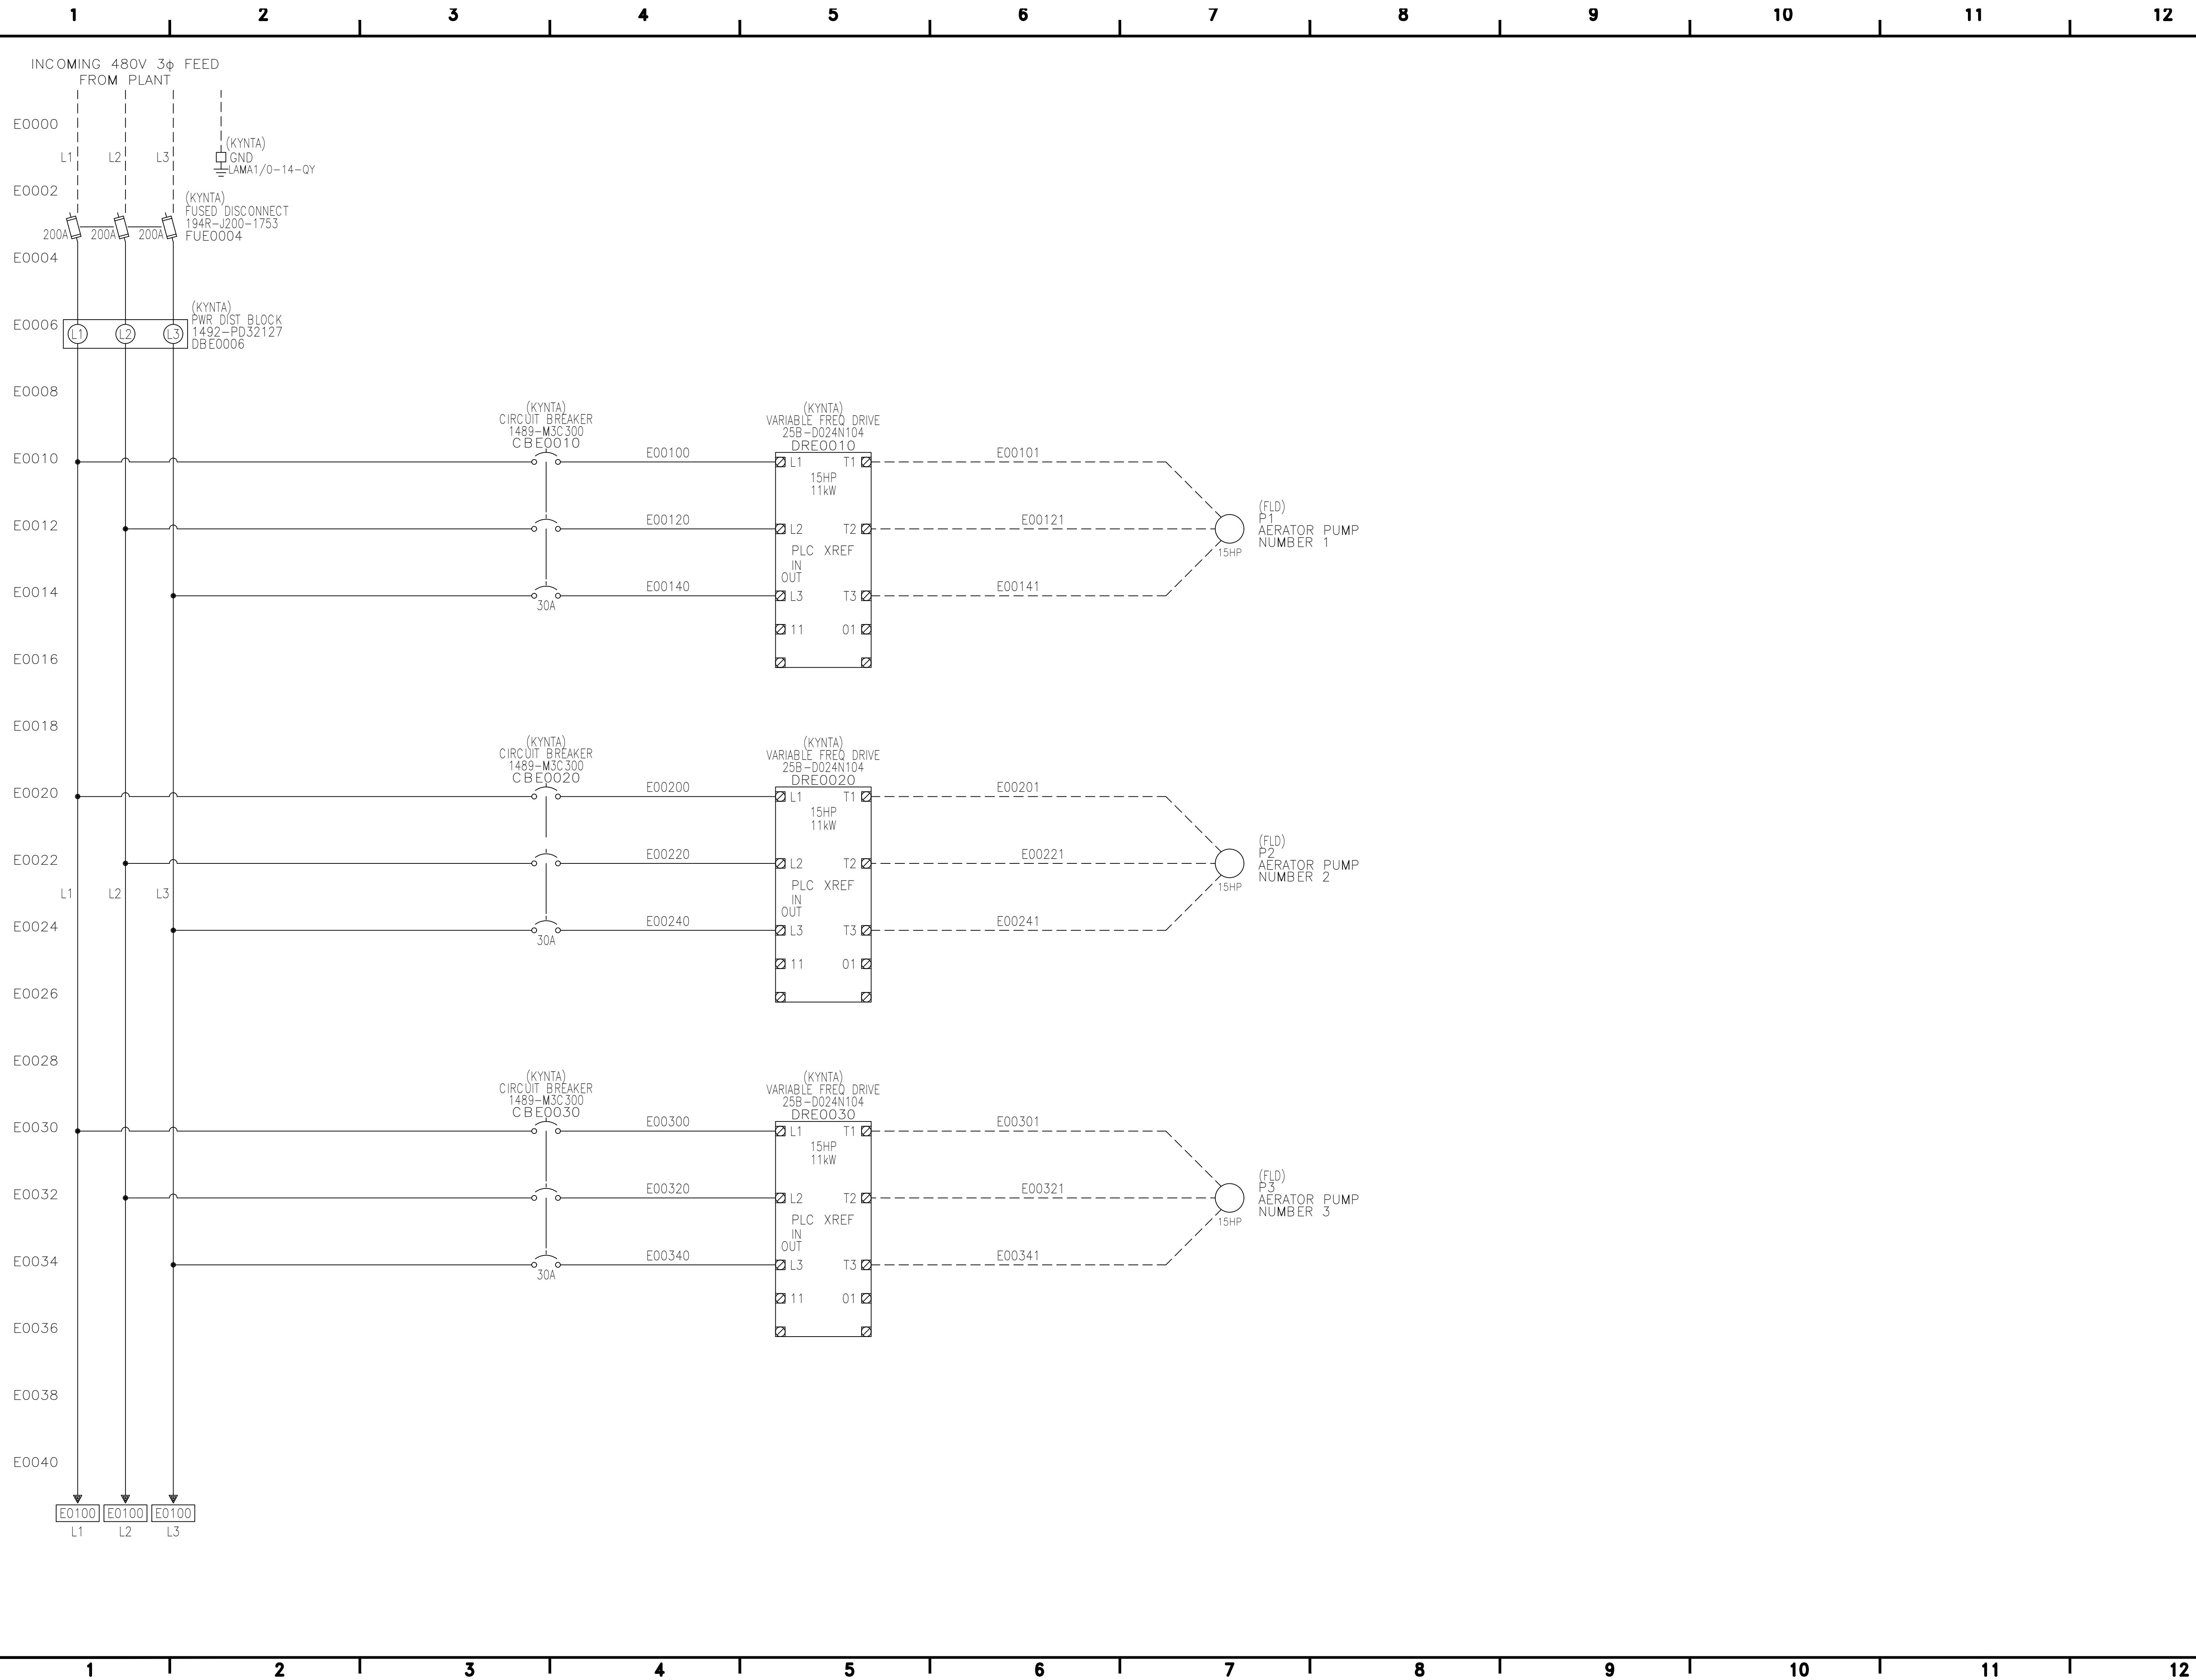 1 2 3 4 5 6 7 8 9 10 11 12
INCOMING 480V 3ϕ FEED
FROM PLANT
E0000
L1 L2 L3
(KYNTA)
GND
LAMA1/0-14-QY
E0002
(KYNTA)
FUSED DISCONNECT
194R-J200-1753
FUE0004
200A 200A 200A
E0004
(KYNTA)
PWR DIST BLOCK
1492-PD32127
DBE0006
E0006
L1 L2 L3
E0008
(KYNTA)
CIRCUIT BREAKER
1489-M3C300
CBE0010
(KYNTA)
VARIABLE FREQ DRIVE
25B-D024N104
DRE0010
E0010
E00100
L1 T1
E00101
15HP
11kW
(FLD)
P1
AERATOR PUMP
NUMBER 1
15HP
E0012
E00120
L2 T2
E00121
PLC XREF
IN
OUT
E0014
30A
E00140
L3 T3
E00141
11 01
E0016
E0018
(KYNTA)
CIRCUIT BREAKER
1489-M3C300
CBE0020
(KYNTA)
VARIABLE FREQ DRIVE
25B-D024N104
DRE0020
E0020
E00200
L1 T1
E00201
15HP
11kW
(FLD)
P2
AERATOR PUMP
NUMBER 2
15HP
E0022
E00220
L2 T2
E00221
L1 L2 L3
PLC XREF
IN
OUT
E0024
30A
E00240
L3 T3
E00241
11 01
E0026
E0028
(KYNTA)
CIRCUIT BREAKER
1489-M3C300
CBE0030
(KYNTA)
VARIABLE FREQ DRIVE
25B-D024N104
DRE0030
E0030
E00300
L1 T1
E00301
15HP
11kW
(FLD)
P3
AERATOR PUMP
NUMBER 3
15HP
E0032
E00320
L2 T2
E00321
PLC XREF
IN
OUT
E0034
30A
E00340
L3 T3
E00341
11 01
E0036
E0038
E0040
E0100 E0100 E0100
L1 L2 L3
1 2 3 4 5 6 7 8 9 10 11 12